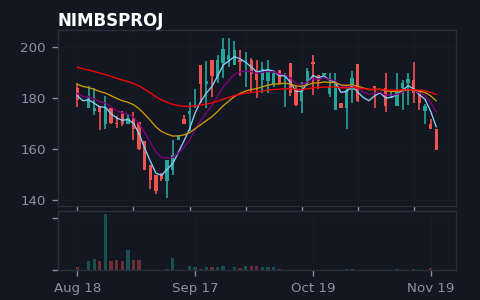 NIMBSPROJ
200
180
160
140
Aug 18
Sep 17
Oct 19
Nov 19